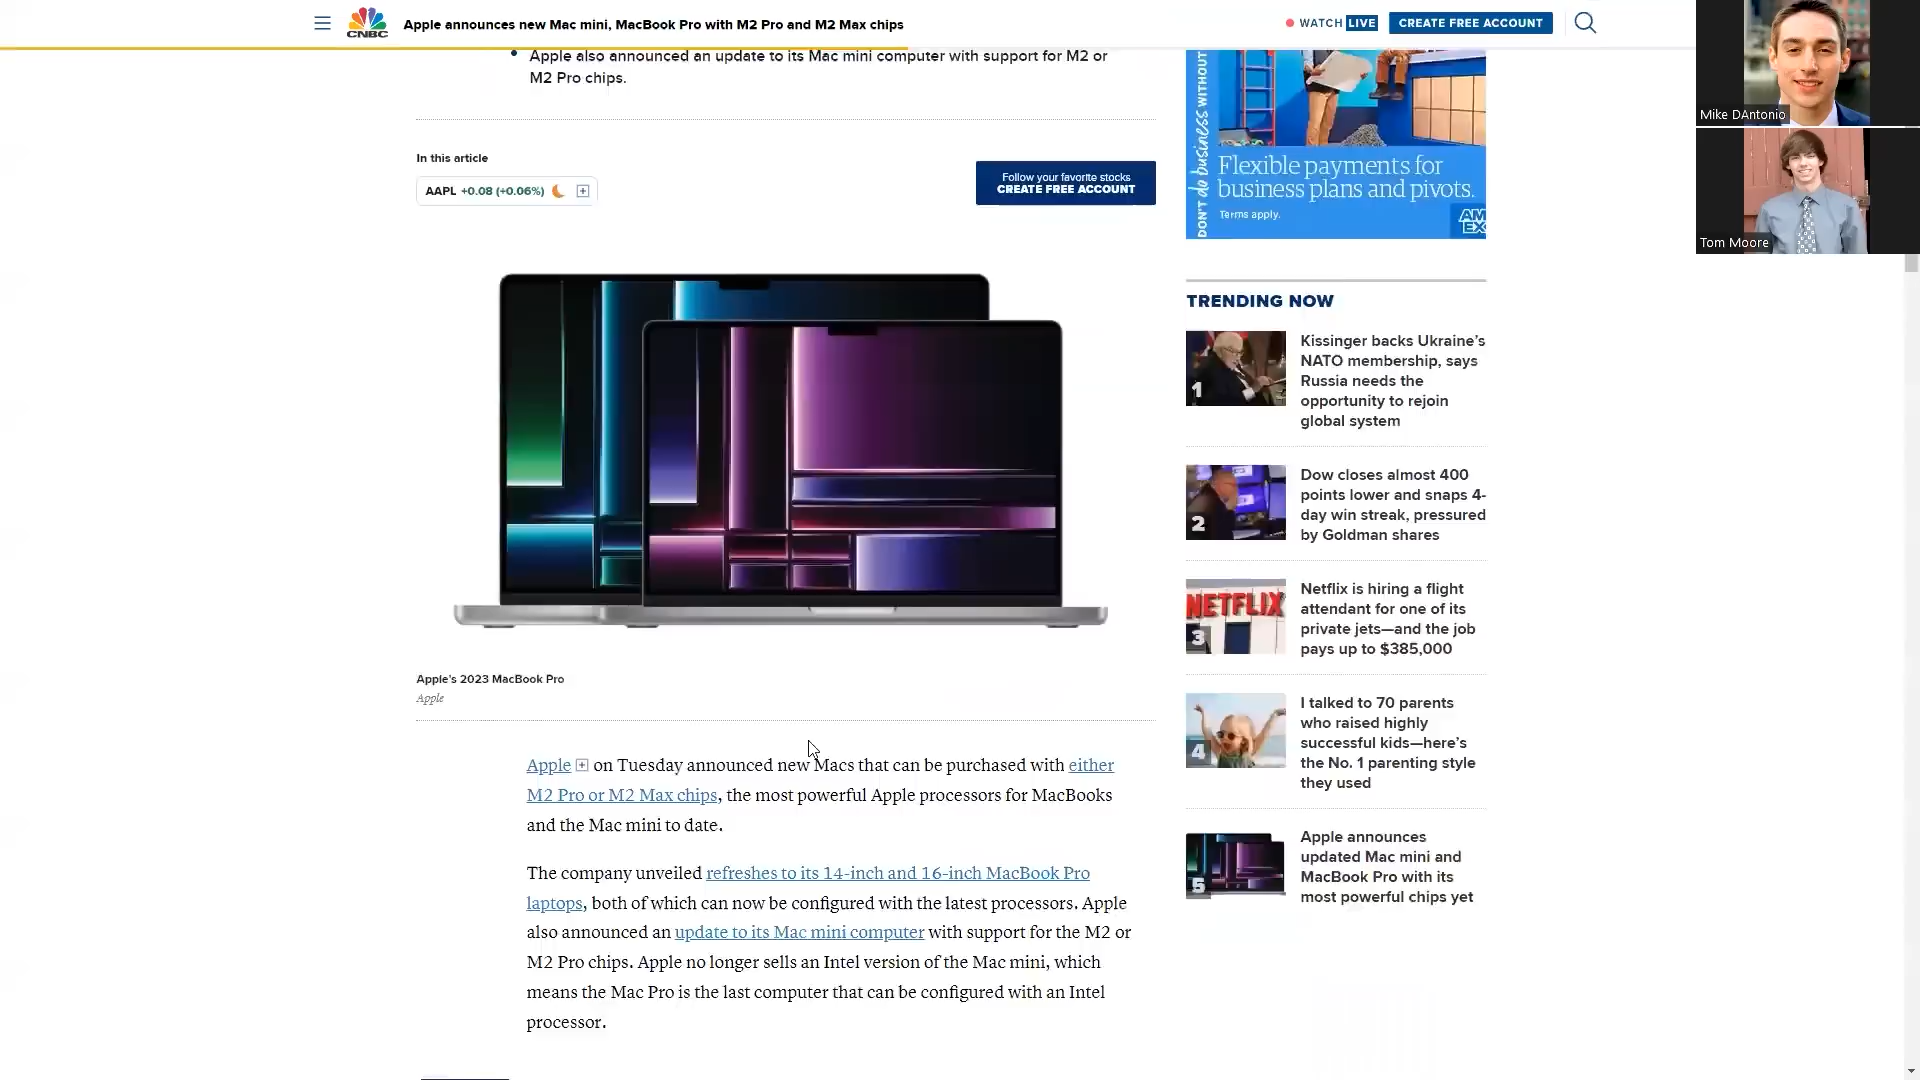 CNBC
Apple announces new Mac mini, MacBook Pro with M2 Pro and M2 Max chips
WATCH LIVE
CREATE FREE ACCOUNT
Apple also announced an update to its Mac mini computer with support for M2 or
M2 Pro chips.
In this article
AAPL +0.08 (+0.06%)
Follow your favorite stocks
CREATE FREE ACCOUNT
Apple's 2023 MacBook Pro
Apple
Apple on Tuesday announced new Macs that can be purchased with either
M2 Pro or M2 Max chips, the most powerful Apple processors for MacBooks
and the Mac mini to date.
The company unveiled refreshes to its 14-inch and 16-inch MacBook Pro
laptops, both of which can now be configured with the latest processors. Apple
also announced an update to its Mac mini computer with support for the M2 or
M2 Pro chips. Apple no longer sells an Intel version of the Mac mini, which
means the Mac Pro is the last computer that can be configured with an Intel
processor.
DON'T do business WITHOUT
Flexible payments for
business plans and pivots.
Terms apply.
AM
EX
TRENDING NOW
1
Kissinger backs Ukraine's
NATO membership, says
Russia needs the
opportunity to rejoin
global system
2
Dow closes almost 400
points lower and snaps 4-
day win streak, pressured
by Goldman shares
NETFLIX
3
Netflix is hiring a flight
attendant for one of its
private jets—and the job
pays up to $385,000
4
I talked to 70 parents
who raised highly
successful kids—here's
the No. 1 parenting style
they used
5
Apple announces
updated Mac mini and
MacBook Pro with its
most powerful chips yet
Mike DAntonio
Tom Moore